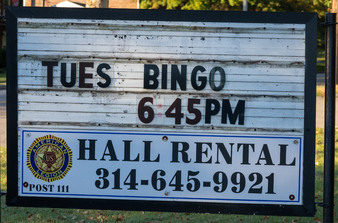 TUES BINGO
6 45PM
HALL RENTAL
POST 111
314-645-9921